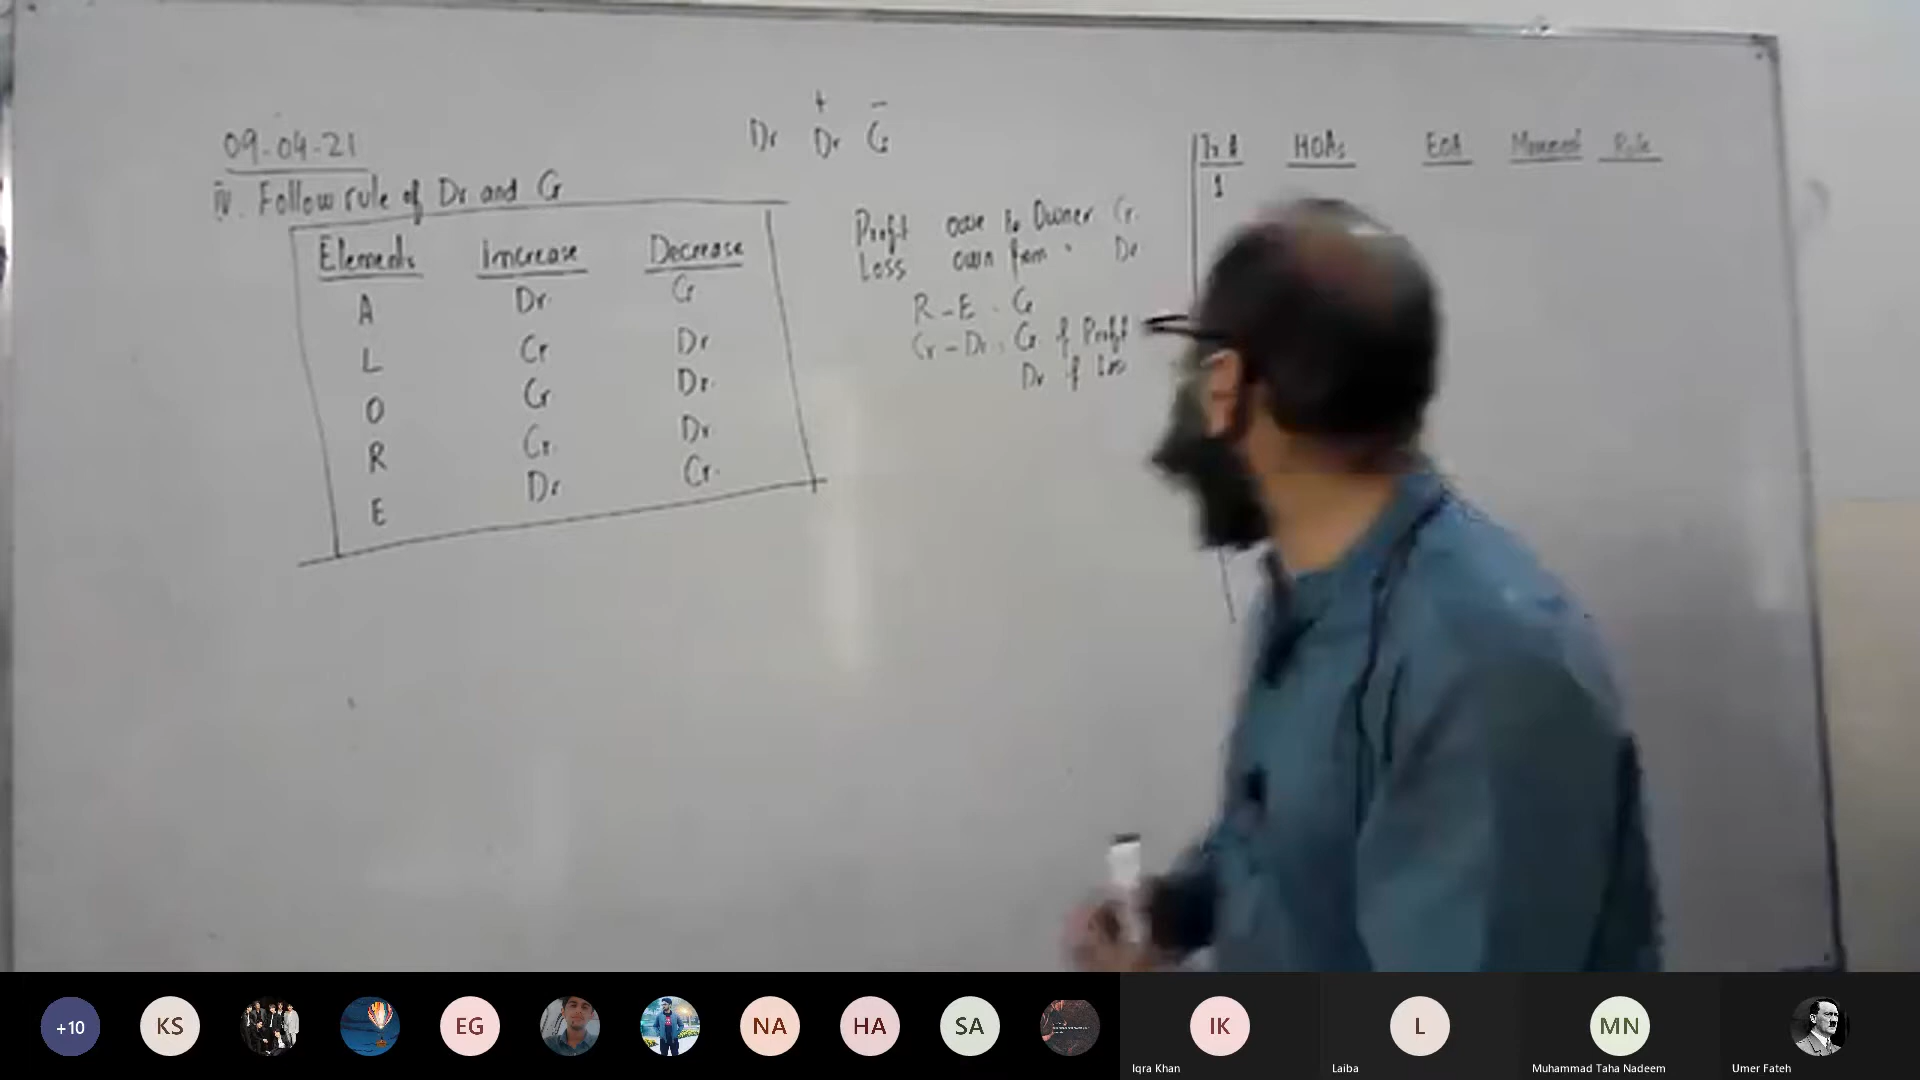 09-04-21
iv. Follow rule of Dr and Cr
Elements Increase Decrease
A Dr Cr
L Cr Dr
O Cr Dr.
R Cr. Dr
E Dr Cr.
+ -
Dr Dr Cr
Profit owe to Owner Cr.
Loss own from " Dr
R - E - Cr
Cr - Dr . Cr if Profit
Dr if Loss
Tr # HOAs EOA Movement Rule
1
+10
KS
EG
NA
HA
SA
IK
Iqra Khan
L
Laiba
MN
Muhammad Taha Nadeem
Umer Fateh